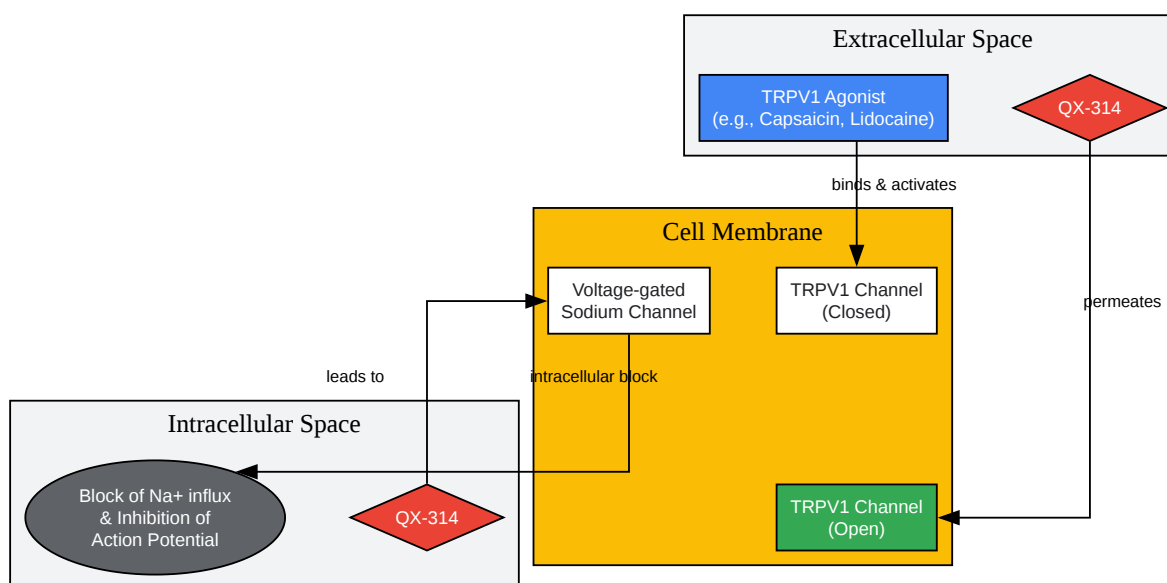 Extracellular Space
TRPV1 Agonist
(e.g., Capsaicin, Lidocaine)
QX-314
binds & activates
Cell Membrane
Voltage-gated
Sodium Channel
TRPV1 Channel
(Closed)
permeates
leads to
intracellular block
Intracellular Space
Block of Na+ influx
& Inhibition of
Action Potential
QX-314
TRPV1 Channel
(Open)